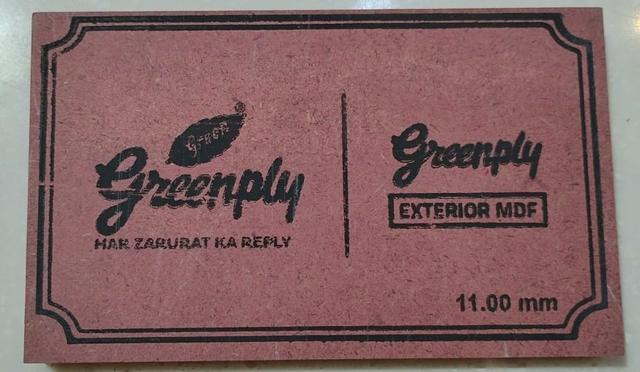 Green®
Greenply
HAR ZARURAT KA REPLY
Greenply
EXTERIOR MDF
11.00 mm